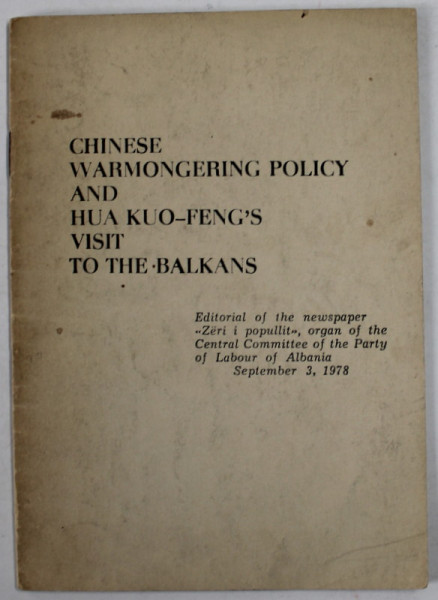 CHINESE
WARMONGERING POLICY
AND
HUA KUO-FENG'S
VISIT
TO THE BALKANS
Editorial of the newspaper
«Zëri i popullit», organ of the
Central Committee of the Party
of Labour of Albania
September 3, 1978